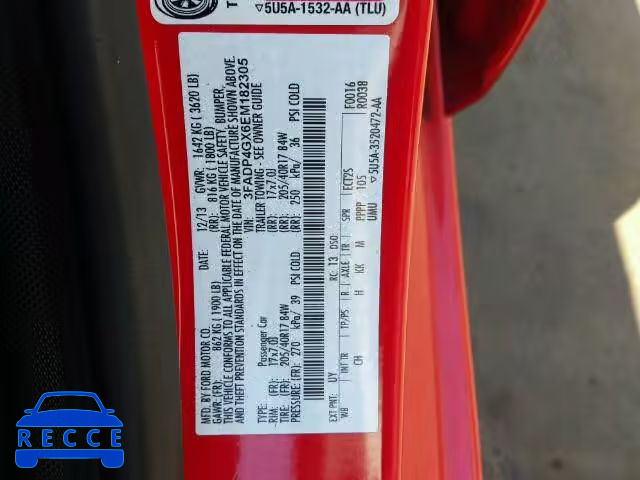 ▽5U5A-1532-AA (TLU)
MFD. BY FORD MOTOR CO.
DATE: 12/13 GVWR: 1642 KG ( 3620 LB)
GAWR: (FR): 862 KG ( 1900 LB) (RR): 816 KG ( 1800 LB)
THIS VEHICLE CONFORMS TO ALL APPLICABLE FEDERAL MOTOR VEHICLE SAFETY, BUMPER,
AND THEFT PREVENTION STANDARDS IN EFFECT ON THE DATE OF MANUFACTURE SHOWN ABOVE.
VIN: 3FADP4GX6EM182305
TYPE: Passenger Car TRAILER TOWING - SEE OWNER GUIDE
RIM: (FR): 17x7.0J (RR): 17x7.0J
TIRE: (FR): 205/40R17 84W (RR): 205/40R17 84W
PRESSURE: (FR): 270 kPa/ 39 PSI COLD (RR): 250 kPa/ 36 PSI COLD
EXT PNT: UY RC: 13 DSO: F0016
R0038
WB INT TR TP/PS R AXLE TR SPR ECT2S
CH H KK M PPPP 105
UMU
▽5U5A-3520472-AA
RECCE